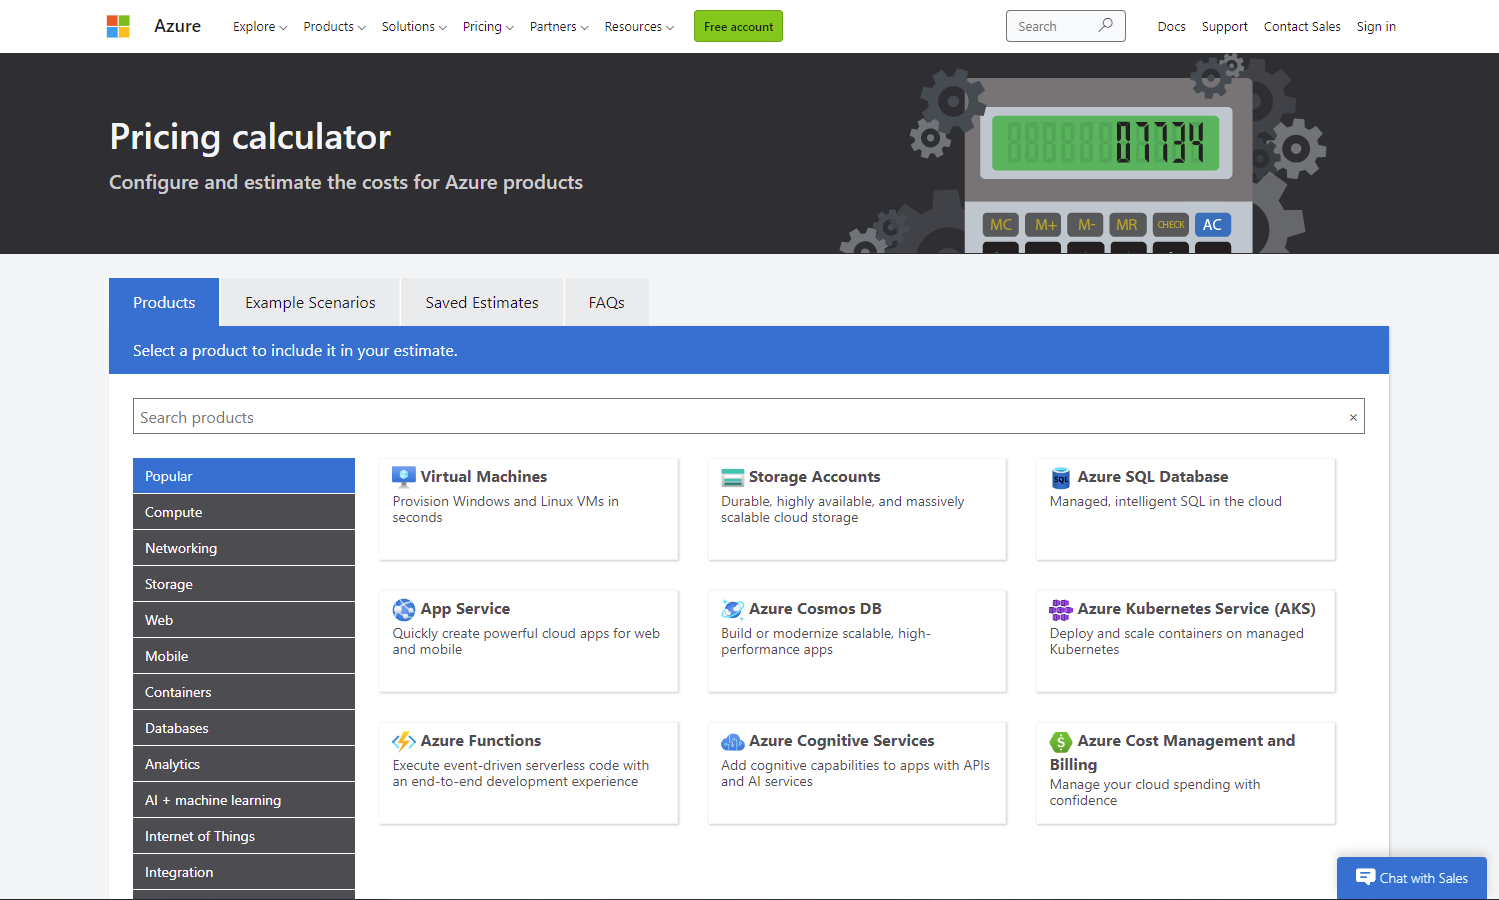 Azure
Explore
Products
Solutions
Pricing
Partners
Resources
Free account
Search
Docs
Support
Contact Sales
Sign in
Pricing calculator
Configure and estimate the costs for Azure products
07734
MC
M+
M-
MR
CHECK
AC
Products
Example Scenarios
Saved Estimates
FAQs
Select a product to include it in your estimate.
Search products
×
Popular
Compute
Networking
Storage
Web
Mobile
Containers
Databases
Analytics
AI + machine learning
Internet of Things
Integration
Virtual Machines
Provision Windows and Linux VMs in
seconds
Storage Accounts
Durable, highly available, and massively
scalable cloud storage
SQL
Azure SQL Database
Managed, intelligent SQL in the cloud
App Service
Quickly create powerful cloud apps for web
and mobile
Azure Cosmos DB
Build or modernize scalable, high-
performance apps
Azure Kubernetes Service (AKS)
Deploy and scale containers on managed
Kubernetes
Azure Functions
Execute event-driven serverless code with
an end-to-end development experience
Azure Cognitive Services
Add cognitive capabilities to apps with APIs
and AI services
$
Azure Cost Management and
Billing
Manage your cloud spending with
confidence
Chat with Sales